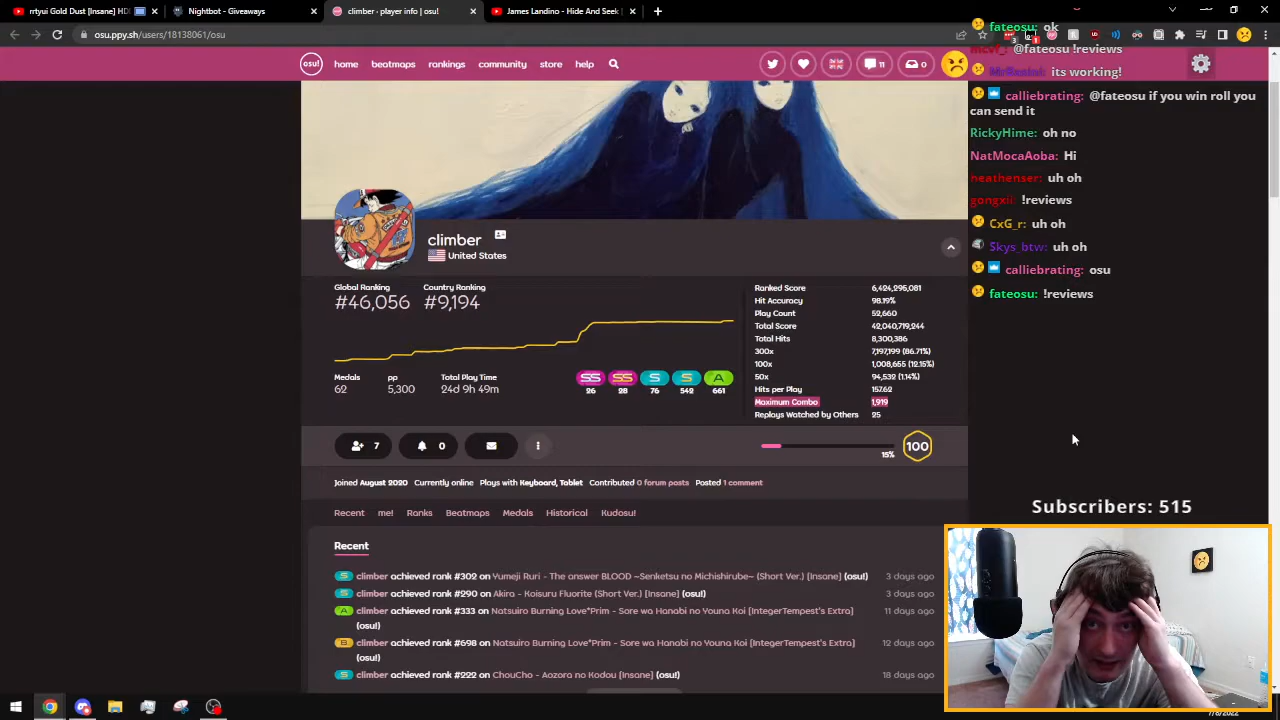 rrtyui Gold Dust [Insane] HD
Nightbot - Giveaways
climber - player info | osu!
James Landino - Hide And Seek
osu.ppy.sh/users/18138061/osu
osu!
home
beatmaps
rankings
community
store
help
11
0
climber
United States
Global Ranking
Country Ranking
#46,056
#9,194
Medals
pp
Total Play Time
62
5,300
24d 9h 49m
SS
SS
S
S
A
26
28
76
542
661
Ranked Score 6,424,295,081
Hit Accuracy 98.19%
Play Count 52,660
Total Score 42,040,719,244
Total Hits 8,300,386
300x 7,197,199 (86.71%)
100x 1,008,655 (12.15%)
50x 94,532 (1.14%)
Hits per Play 157.62
Maximum Combo 1,919
Replays Watched by Others 25
7
0
15%
100
Joined August 2020 Currently online Plays with Keyboard, Tablet Contributed 0 forum posts Posted 1 comment
Recent me! Ranks Beatmaps Medals Historical Kudosu!
Recent
S climber achieved rank #302 on Yumeji Ruri - The answer BLOOD ~Senketsu no Michishirube~ (Short Ver.) [Insane] (osu!) 3 days ago
S climber achieved rank #290 on Akira - Koisuru Fluorite (Short Ver.) [Insane] (osu!) 3 days ago
A climber achieved rank #333 on Natsuiro Burning Love*Prim - Sore wa Hanabi no Youna Koi [IntegerTempest's Extra] 11 days ago
(osu!)
B climber achieved rank #698 on Natsuiro Burning Love*Prim - Sore wa Hanabi no Youna Koi [IntegerTempest's Extra] 12 days ago
(osu!)
S climber achieved rank #222 on ChouCho - Aozora no Kodou [Insane] (osu!) 18 days ago
fateosu: ok
@fateosu !reviews
its working!
calliebrating: @fateosu if you win roll you
can send it
RickyHime: oh no
NatMocaAoba: Hi
heathenser: uh oh
gongxii: !reviews
CxG_r: uh oh
Skys_btw: uh oh
calliebrating: osu
fateosu: !reviews
Subscribers: 515